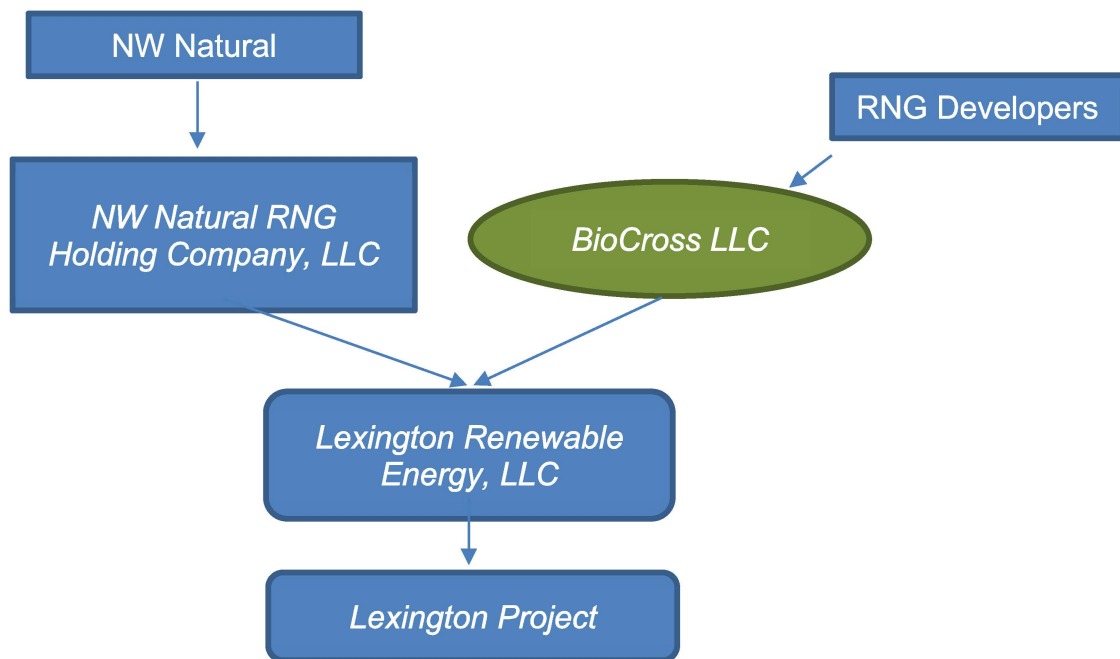 NW Natural
RNG Developers
NW Natural RNG
Holding Company, LLC
BioCross LLC
Lexington Renewable
Energy, LLC
Lexington Project